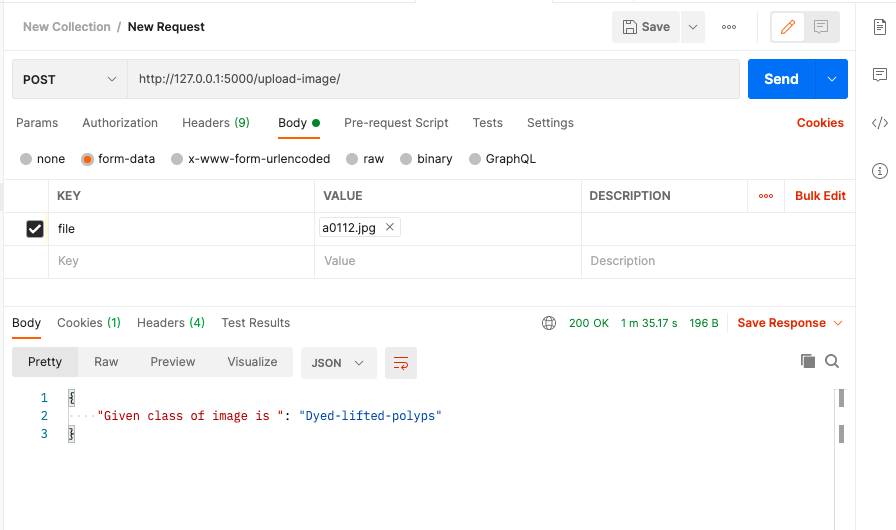 New Collection / New Request
Save
POST
http://127.0.0.1:5000/upload-image/
Send
Params Authorization Headers (9) Body Pre-request Script Tests Settings Cookies
none form-data x-www-form-urlencoded raw binary GraphQL
KEY VALUE DESCRIPTION Bulk Edit
file a0112.jpg
Key Value Description
Body Cookies (1) Headers (4) Test Results 200 OK 1 m 35.17 s 196 B Save Response
Pretty Raw Preview Visualize JSON
1 {
2 "Given class of image is ": "Dyed-lifted-polyps"
3 }